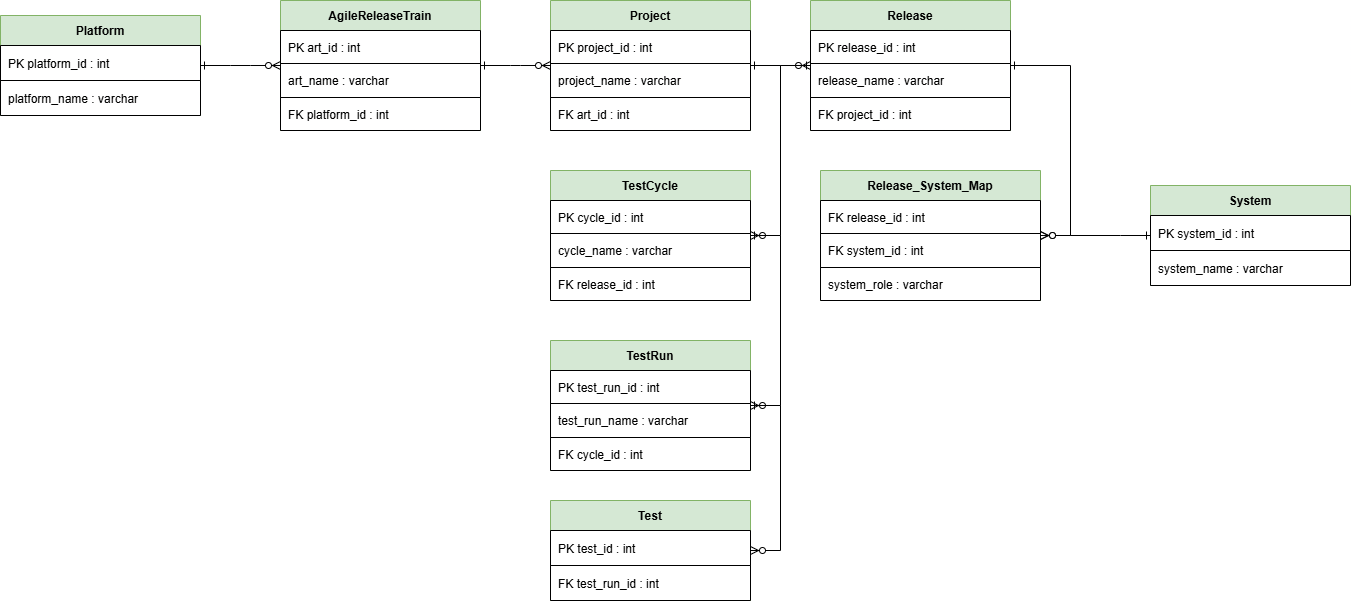 Platform
PK platform_id : int
platform_name : varchar
AgileReleaseTrain
PK art_id : int
art_name : varchar
FK platform_id : int
Project
PK project_id : int
project_name : varchar
FK art_id : int
Release
PK release_id : int
release_name : varchar
FK project_id : int
TestCycle
PK cycle_id : int
cycle_name : varchar
FK release_id : int
Release_System_Map
FK release_id : int
FK system_id : int
system_role : varchar
System
PK system_id : int
system_name : varchar
TestRun
PK test_run_id : int
test_run_name : varchar
FK cycle_id : int
Test
PK test_id : int
FK test_run_id : int